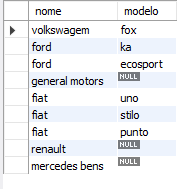 nome modelo
volkswagem fox
ford ka
ford ecosport
general motors NULL
fiat uno
fiat stilo
fiat punto
renault NULL
mercedes bens NULL